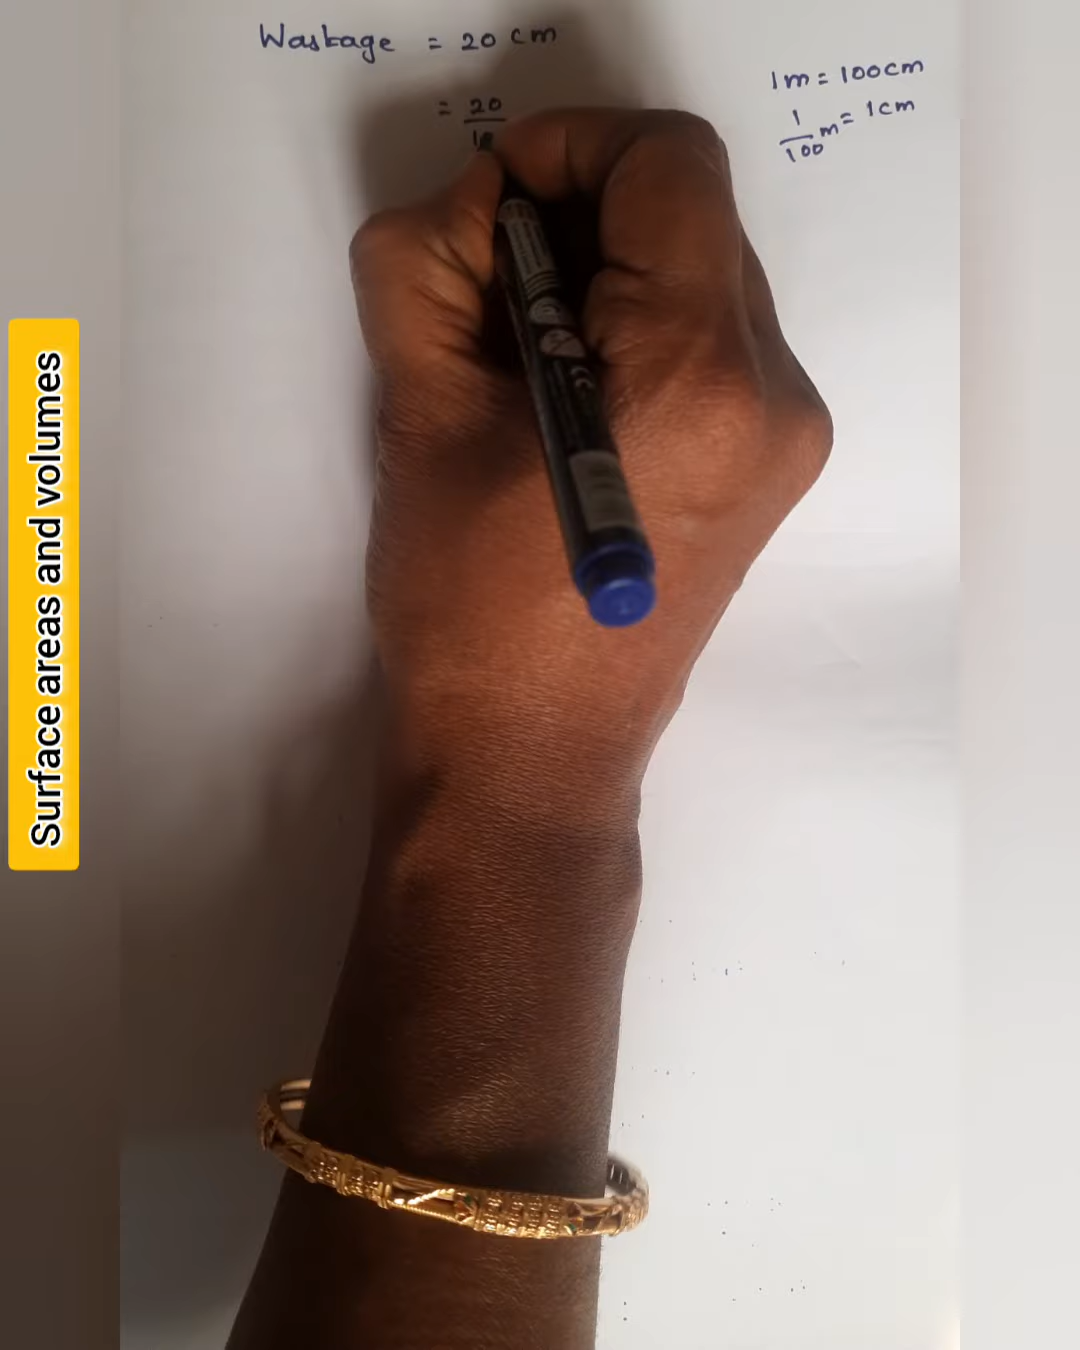 Wastage = 20 cm
= 20
1m = 100cm
1/100 m = 1cm
Surface areas and volumes